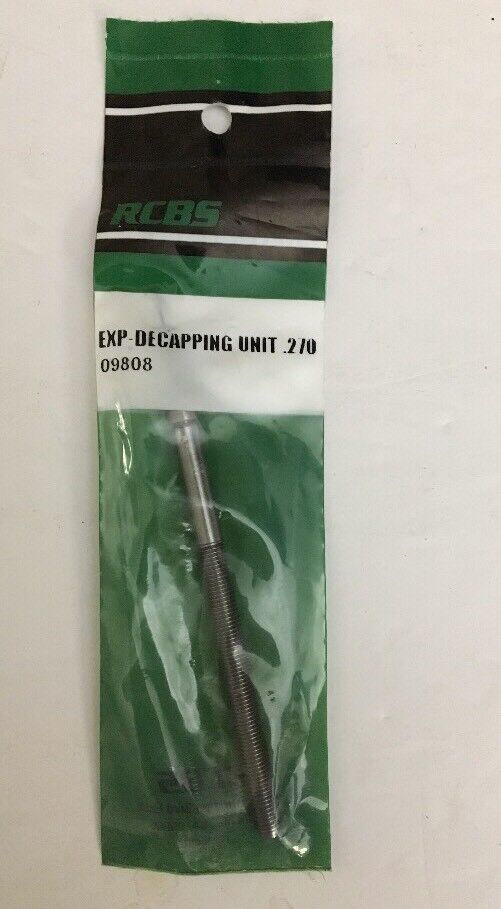 RCBS
EXP-DECAPPING UNIT .270
09808